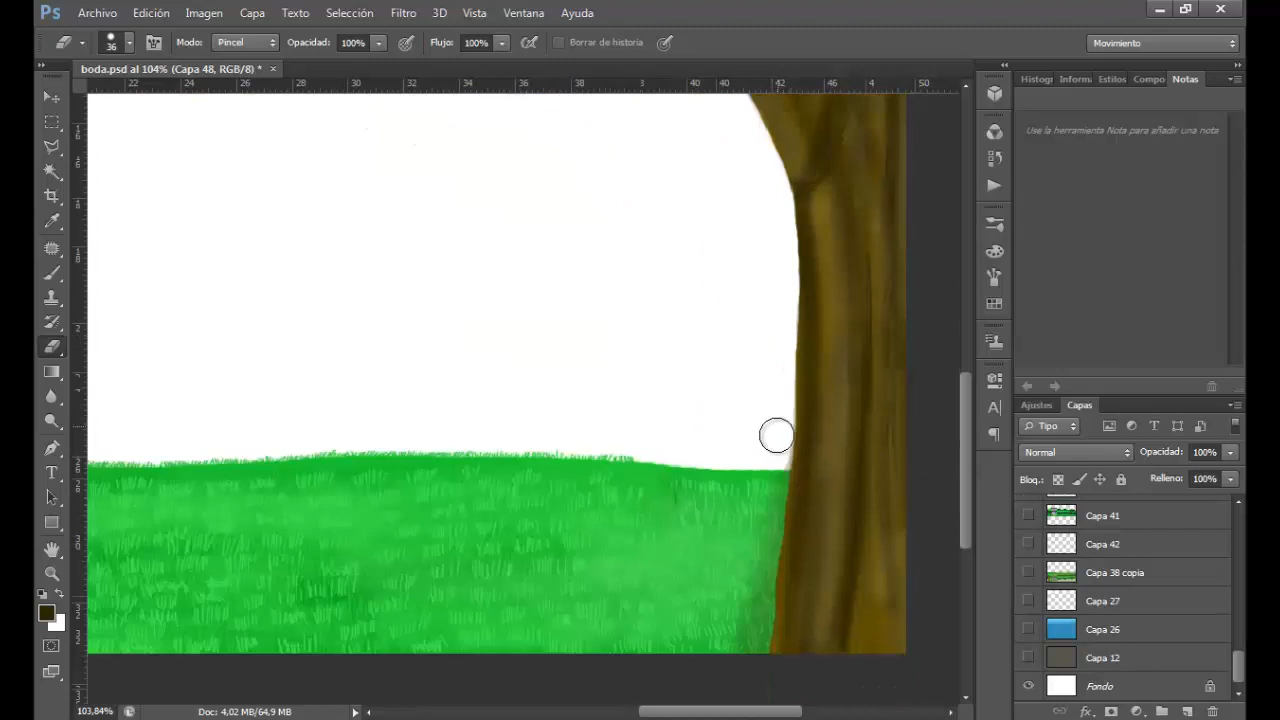 Ps Archivo Edición Imagen Capa Texto Selección Filtro 3D Vista Ventana Ayuda
36 Modo: Pincel Opacidad: 100% Flujo: 100% Borrar de historia Movimiento
boda.psd al 104% (Capa 48, RGB/8) * ×
Histogr Informa Estilos Compo Notas
22 24 26 28 30 32 34 36 38 40 40 42 46 4 50
Use la herramienta Nota para añadir una nota
Ajustes Capas
Tipo
Normal Opacidad: 100%
Bloq.: Relleno: 100%
Capa 41
Capa 42
Capa 38 copia
Capa 27
Capa 26
Capa 12
Fondo
103,84% Doc: 4,02 MB/64,9 MB